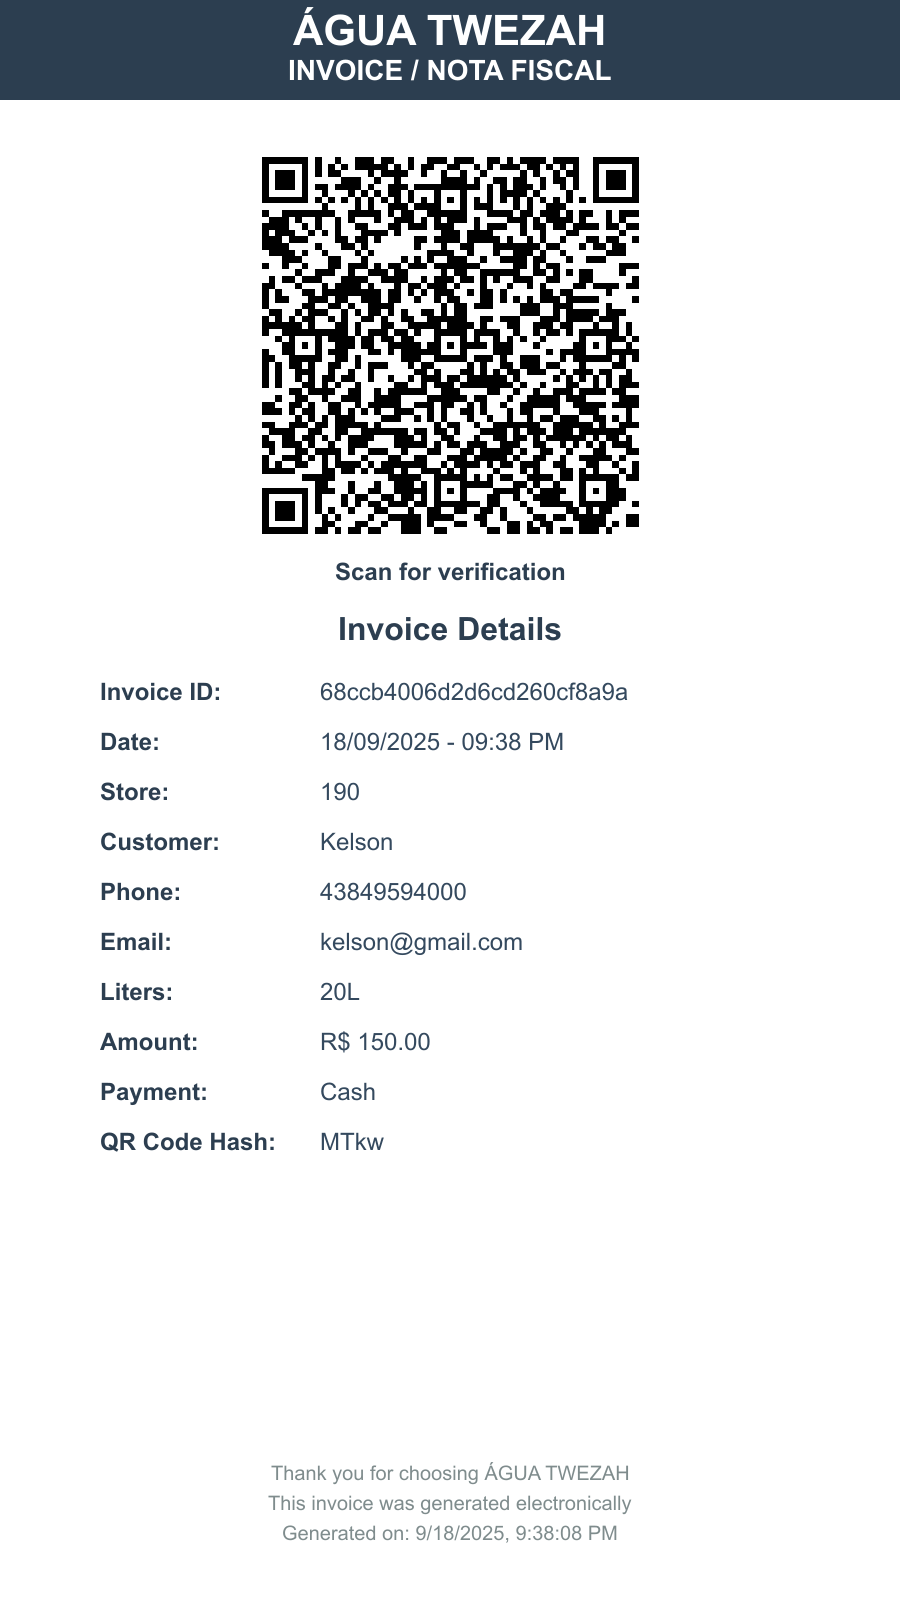 ÁGUA TWEZAH
INVOICE / NOTA FISCAL
Scan for verification
Invoice Details
Invoice ID: 68ccb4006d2d6cd260cf8a9a
Date: 18/09/2025 - 09:38 PM
Store: 190
Customer: Kelson
Phone: 43849594000
Email: kelson@gmail.com
Liters: 20L
Amount: R$ 150.00
Payment: Cash
QR Code Hash: MTkw
Thank you for choosing ÁGUA TWEZAH
This invoice was generated electronically
Generated on: 9/18/2025, 9:38:08 PM